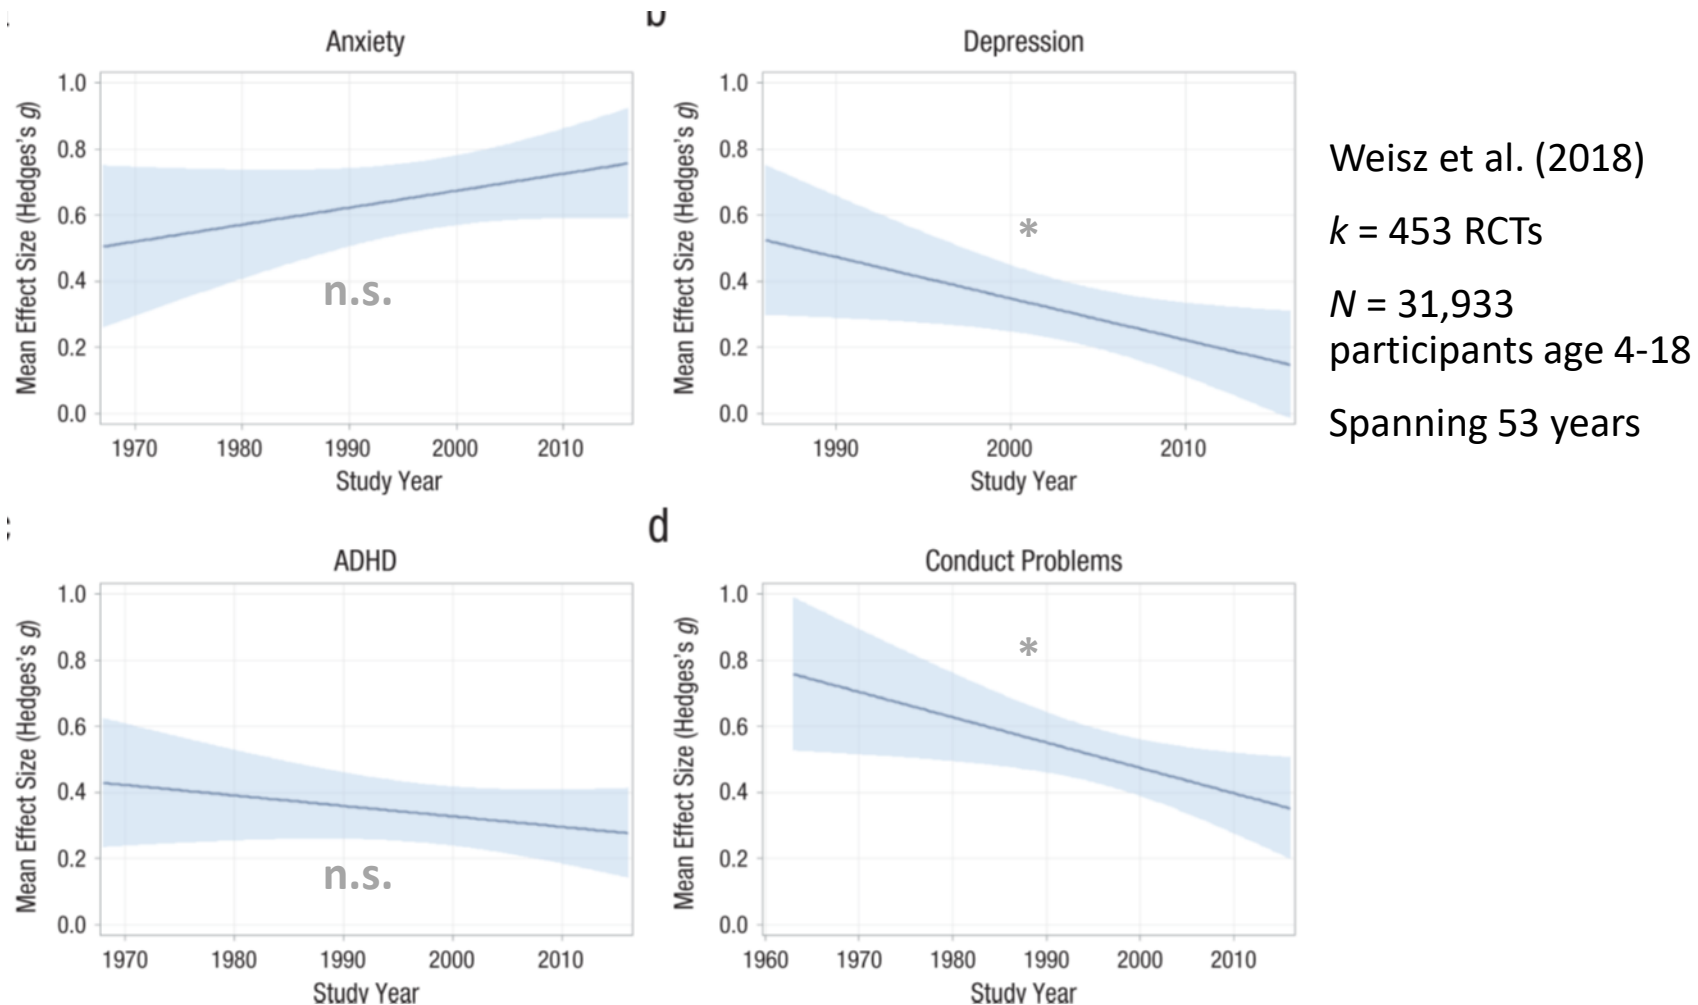 b
Anxiety
1.0
0.8
0.6
0.4
0.2
0.0
Mean Effect Size (Hedges's g)
n.s.
1970 1980 1990 2000 2010
Study Year
Depression
1.0
0.8
0.6
0.4
0.2
0.0
Mean Effect Size (Hedges's g)
*
1990 2000 2010
Study Year
Weisz et al. (2018)
k = 453 RCTs
N = 31,933
participants age 4-18
Spanning 53 years
ADHD
1.0
0.8
0.6
0.4
0.2
0.0
Mean Effect Size (Hedges's g)
n.s.
1970 1980 1990 2000 2010
Study Year
d
Conduct Problems
1.0
0.8
0.6
0.4
0.2
0.0
Mean Effect Size (Hedges's g)
*
1960 1970 1980 1990 2000 2010
Study Year